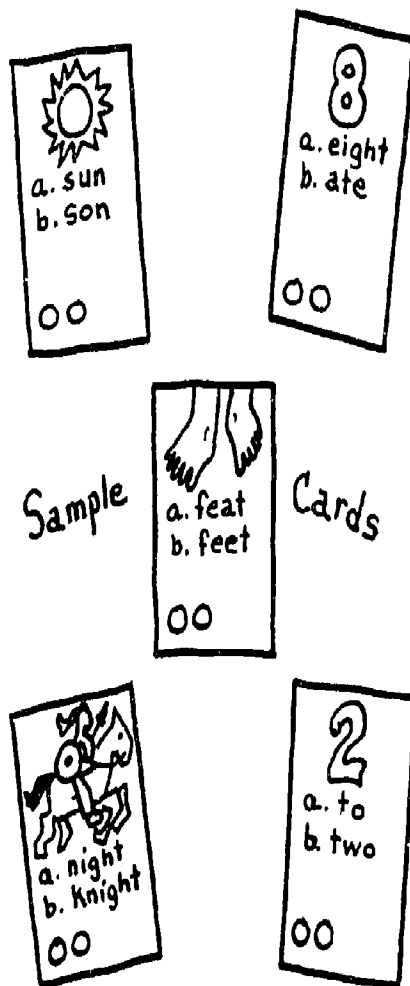 a. sun
b. son
8
a. eight
b. ate
Sample
a. feat
b. feet
Cards
a. night
b. knight
2
a. to
b. two